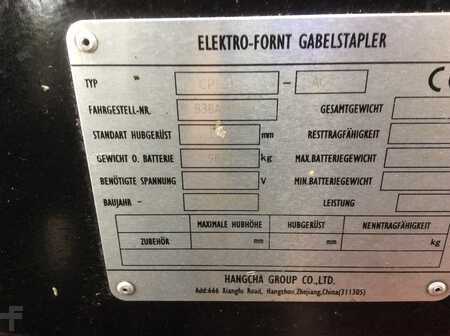 ELEKTRO-FORNT GABELSTAPLER
TYP - AC
FAHRGESTELL-NR. GESAMTGEWICHT
STANDART HUBGERÜST mm RESTTRAGFÄHIGKEIT
GEWICHT O. BATTERIE kg MAX.BATTERIEGEWICHT
BENÖTIGTE SPANNUNG V MIN.BATTERIEGEWICHT
BAUJAHR - LEISTUNG
MAXIMALE HUBHÖHE HUBGERÜST NENNTRAGFÄHIGKEIT
ZUBEHÖR mm mm kg
HANGCHA GROUP CO.,LTD.
Add:666 Xiangfu Road, Hangzhou,Zhejiang,China(311305)